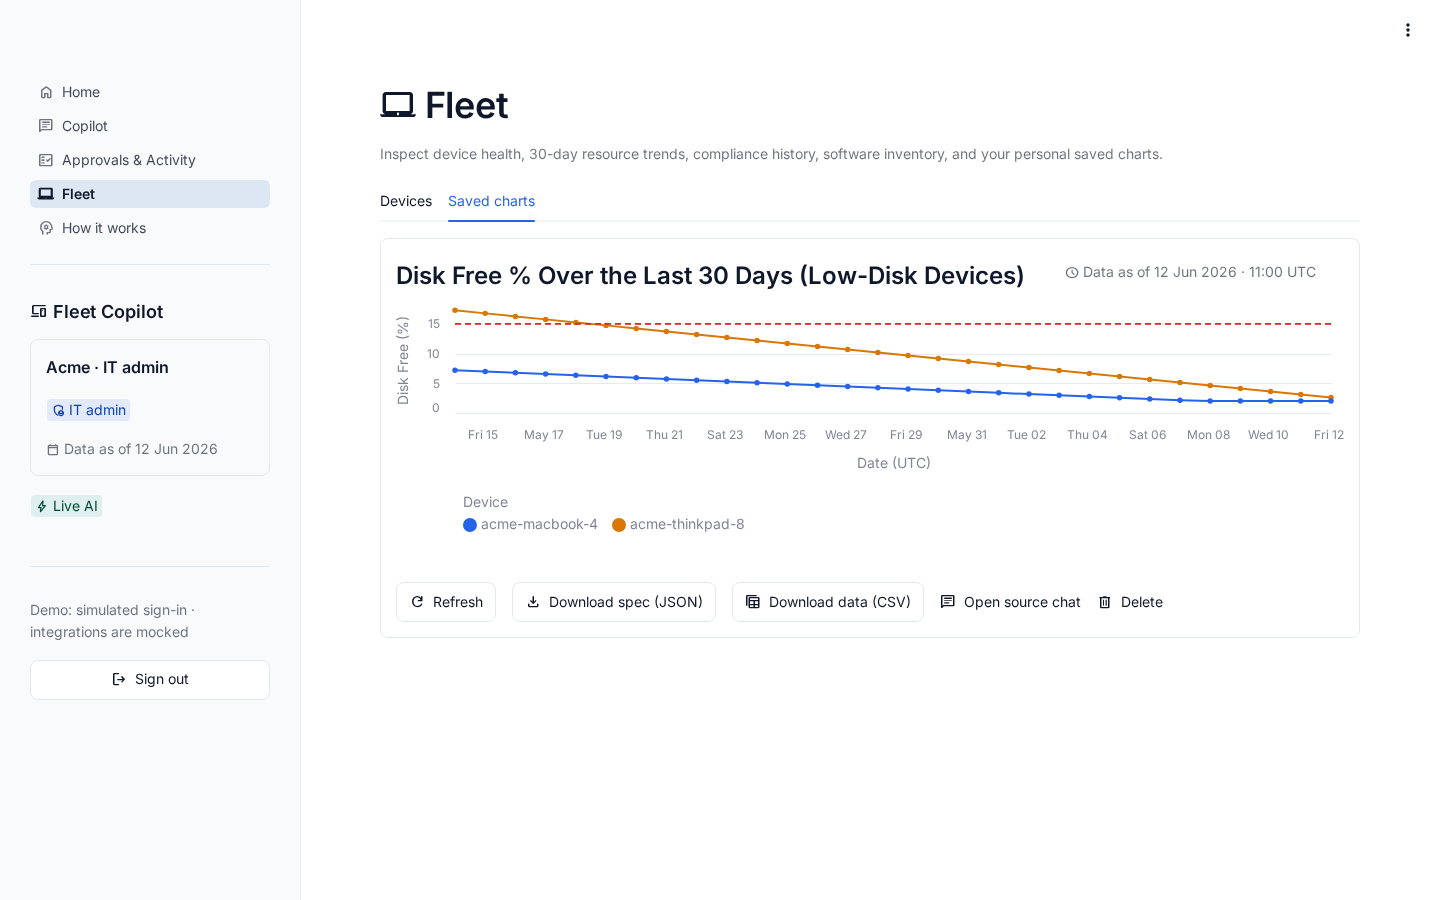 Home
Copilot
Approvals & Activity
Fleet
How it works
Fleet Copilot
Acme · IT admin
IT admin
Data as of 12 Jun 2026
Live AI
Demo: simulated sign-in ·
integrations are mocked
Sign out
Fleet
Inspect device health, 30-day resource trends, compliance history, software inventory, and your personal saved charts.
Devices Saved charts
Disk Free % Over the Last 30 Days (Low-Disk Devices)
Data as of 12 Jun 2026 · 11:00 UTC
Disk Free (%)
15
10
5
0
Fri 15 May 17 Tue 19 Thu 21 Sat 23 Mon 25 Wed 27 Fri 29 May 31 Tue 02 Thu 04 Sat 06 Mon 08 Wed 10 Fri 12
Date (UTC)
Device
acme-macbook-4 acme-thinkpad-8
Refresh Download spec (JSON) Download data (CSV) Open source chat Delete